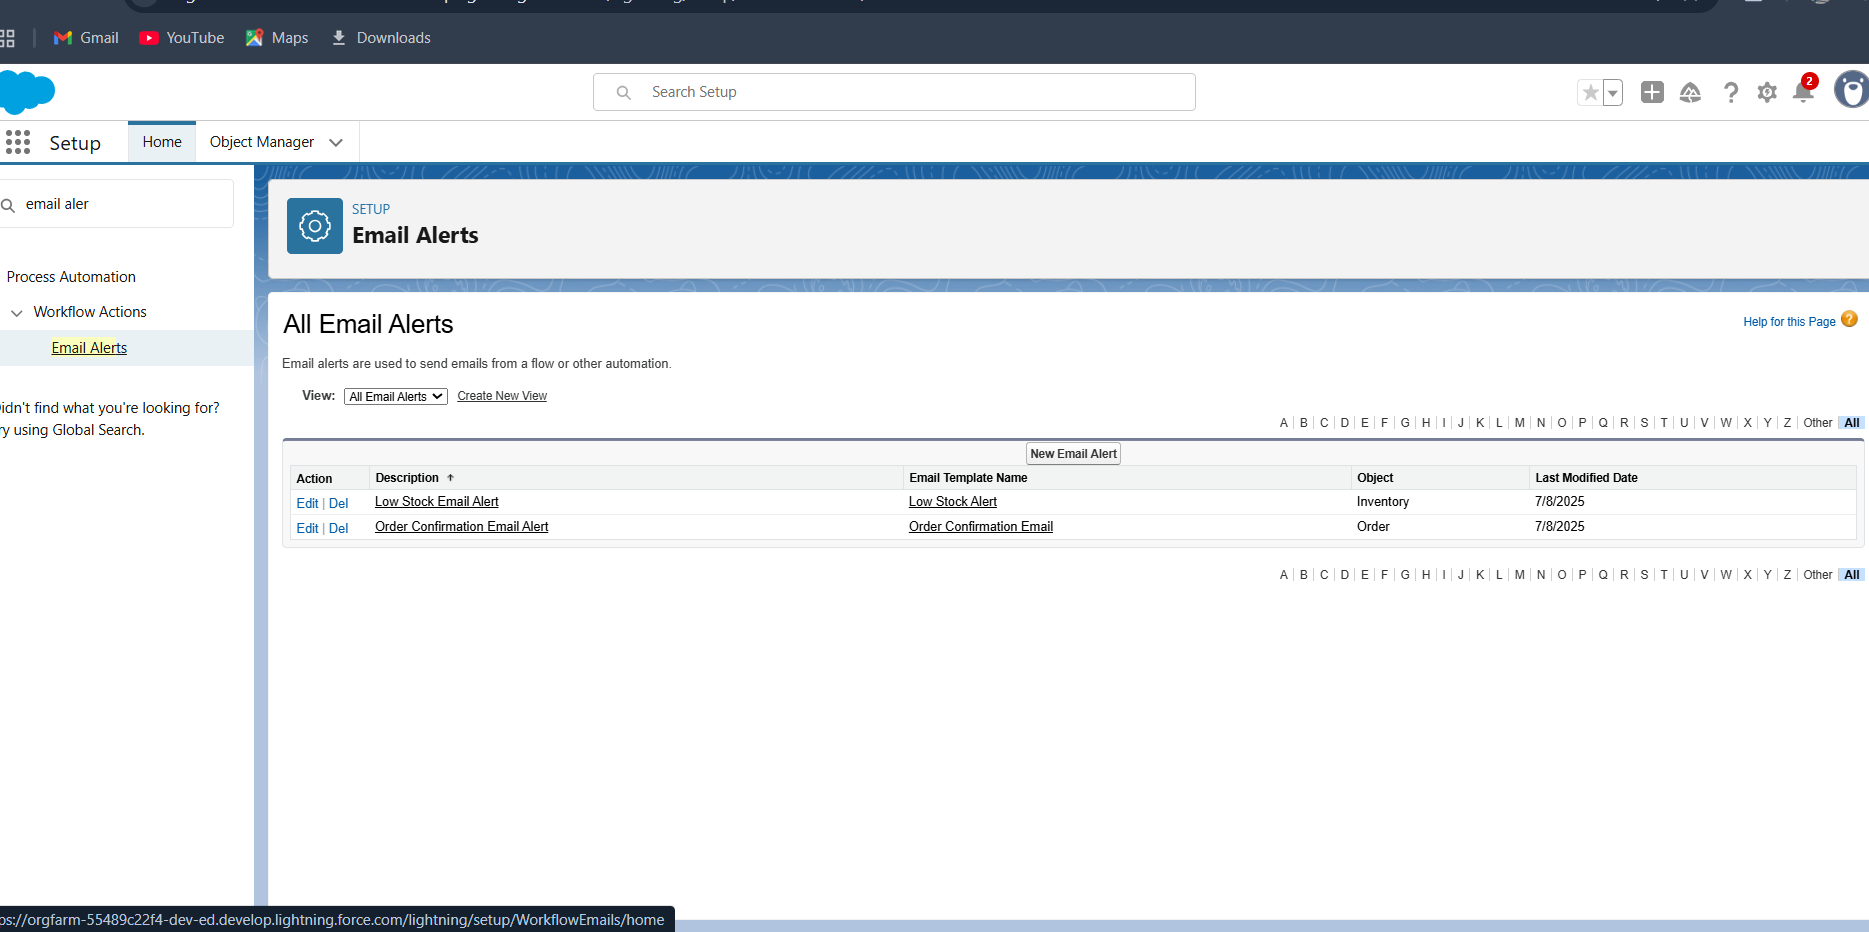 Gmail
YouTube
Maps
Downloads
Search Setup
2
Setup
Home
Object Manager
email aler
SETUP
Email Alerts
Process Automation
Workflow Actions
Email Alerts
idn't find what you're looking for?
ry using Global Search.
All Email Alerts
Help for this Page ?
Email alerts are used to send emails from a flow or other automation.
View: All Email Alerts Create New View
A | B | C | D | E | F | G | H | I | J | K | L | M | N | O | P | Q | R | S | T | U | V | W | X | Y | Z | Other | All
New Email Alert
Action Description Email Template Name Object Last Modified Date
Edit | Del Low Stock Email Alert Low Stock Alert Inventory 7/8/2025
Edit | Del Order Confirmation Email Alert Order Confirmation Email Order 7/8/2025
A | B | C | D | E | F | G | H | I | J | K | L | M | N | O | P | Q | R | S | T | U | V | W | X | Y | Z | Other | All
ps://orgfarm-55489c22f4-dev-ed.develop.lightning.force.com/lightning/setup/WorkflowEmails/home